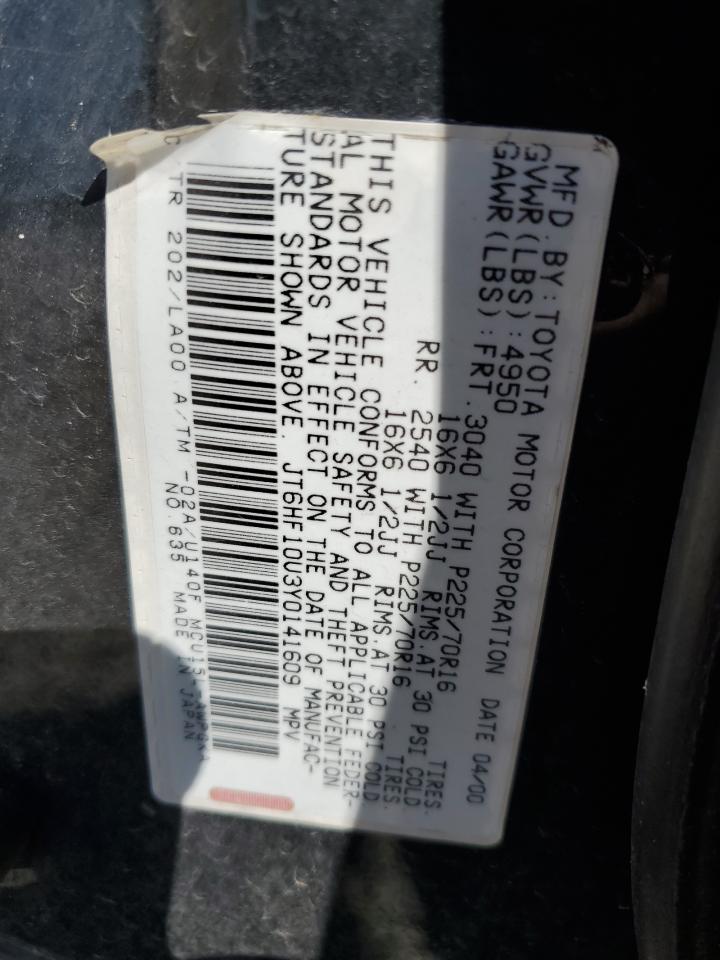 MFD.BY:TOYOTA MOTOR CORPORATION DATE 04/00
GVWR(LBS):4950
GAWR(LBS):FRT.3040 WITH P225/70R16 TIRES.
16X6 1/2JJ RIMS.AT 30 PSI COLD
RR. 2540 WITH P225/70R16 TIRES.
16X6 1/2JJ RIMS.AT 30 PSI COLD
THIS VEHICLE CONFORMS TO ALL APPLICABLE FEDER-
AL MOTOR VEHICLE SAFETY AND THEFT PREVENTION
STANDARDS IN EFFECT ON THE DATE OF MANUFAC-
TURE SHOWN ABOVE. JT6HF10U3Y0141609 MPV
TR 202/LA00 A/TM -02A/U140F MCU15L-AWPGKA
NO.635 MADE IN JAPAN